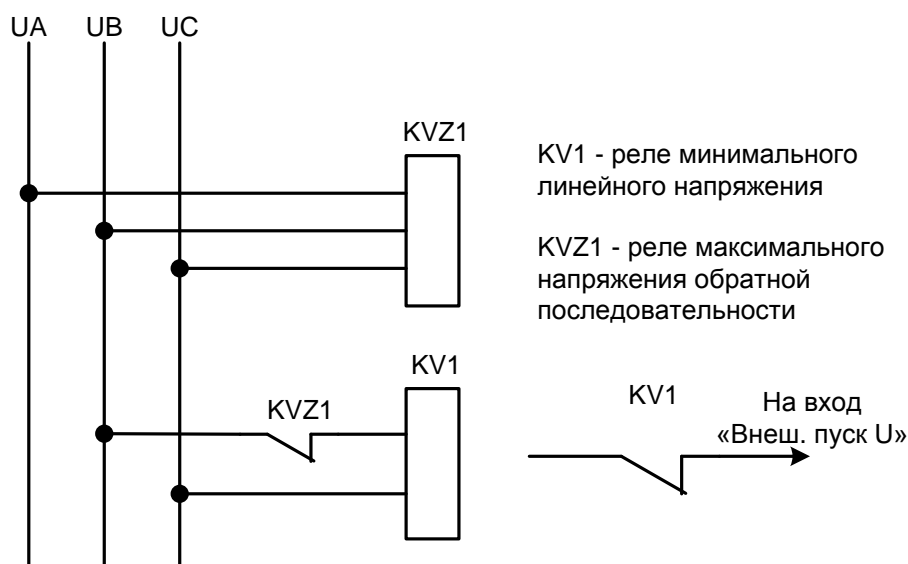 UA UB UC
KVZ1
KV1 - реле минимального
линейного напряжения
KVZ1 - реле максимального
напряжения обратной
последовательности
KV1
KVZ1
KV1
На вход
«Внеш. пуск U»